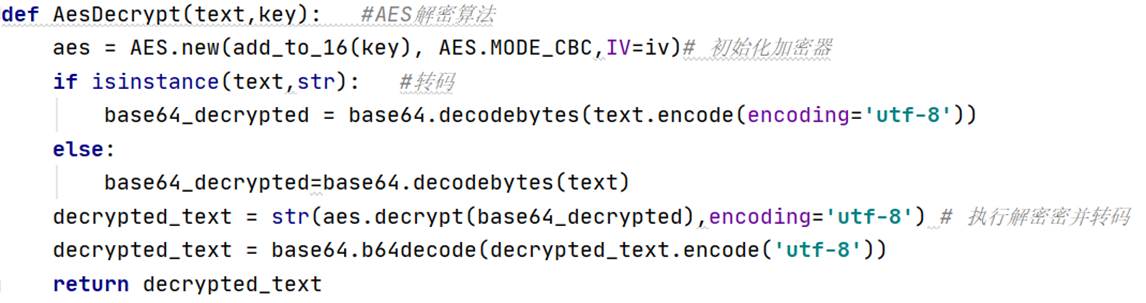 def AesDecrypt(text,key):   #AES解密算法
    aes = AES.new(add_to_16(key), AES.MODE_CBC,IV=iv)# 初始化加密器
    if isinstance(text,str):   #转码
        base64_decrypted = base64.decodebytes(text.encode(encoding='utf-8'))
    else:
        base64_decrypted=base64.decodebytes(text)
    decrypted_text = str(aes.decrypt(base64_decrypted),encoding='utf-8') # 执行解密密并转码
    decrypted_text = base64.b64decode(decrypted_text.encode('utf-8'))
    return decrypted_text